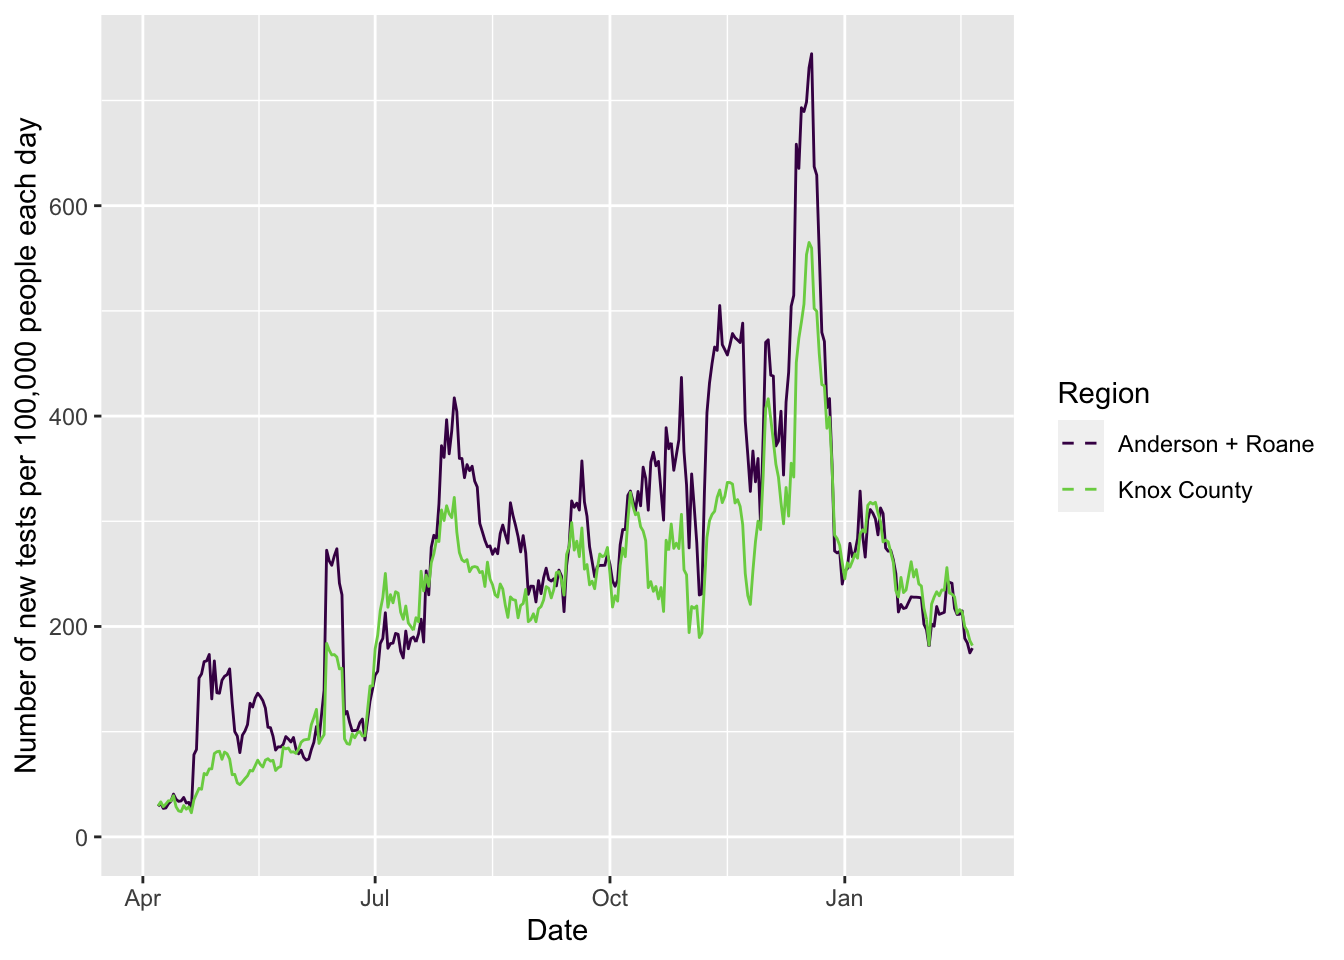 Number of new tests per 100,000 people each day
600
400
200
0
Apr
Jul
Oct
Jan
Date
Region
Anderson + Roane
Knox County